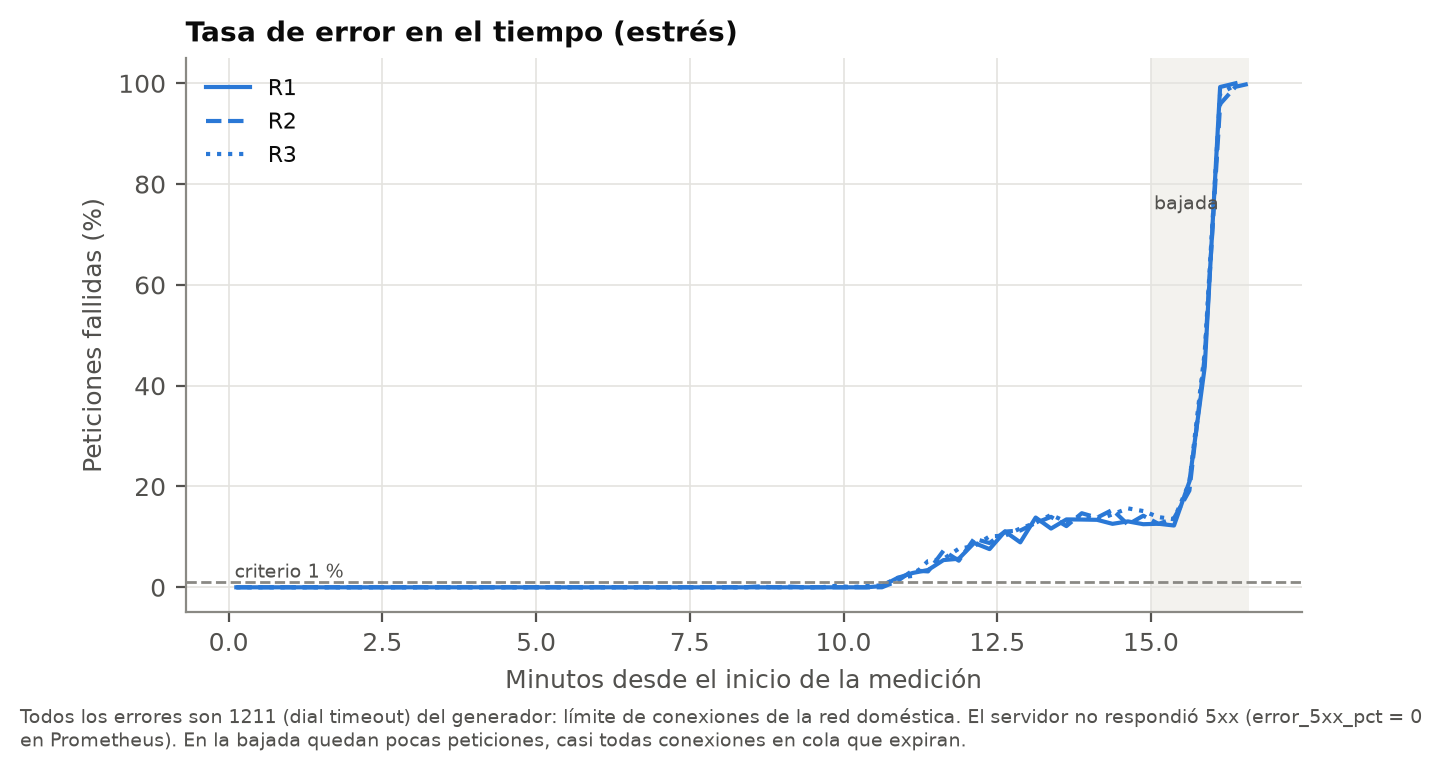 Tasa de error en el tiempo (estrés)
R1
R2
R3
100
80
60
40
20
0
Peticiones fallidas (%)
bajada
criterio 1 %
0.0
2.5
5.0
7.5
10.0
12.5
15.0
Minutos desde el inicio de la medición
Todos los errores son 1211 (dial timeout) del generador: límite de conexiones de la red doméstica. El servidor no respondió 5xx (error_5xx_pct = 0
en Prometheus). En la bajada quedan pocas peticiones, casi todas conexiones en cola que expiran.